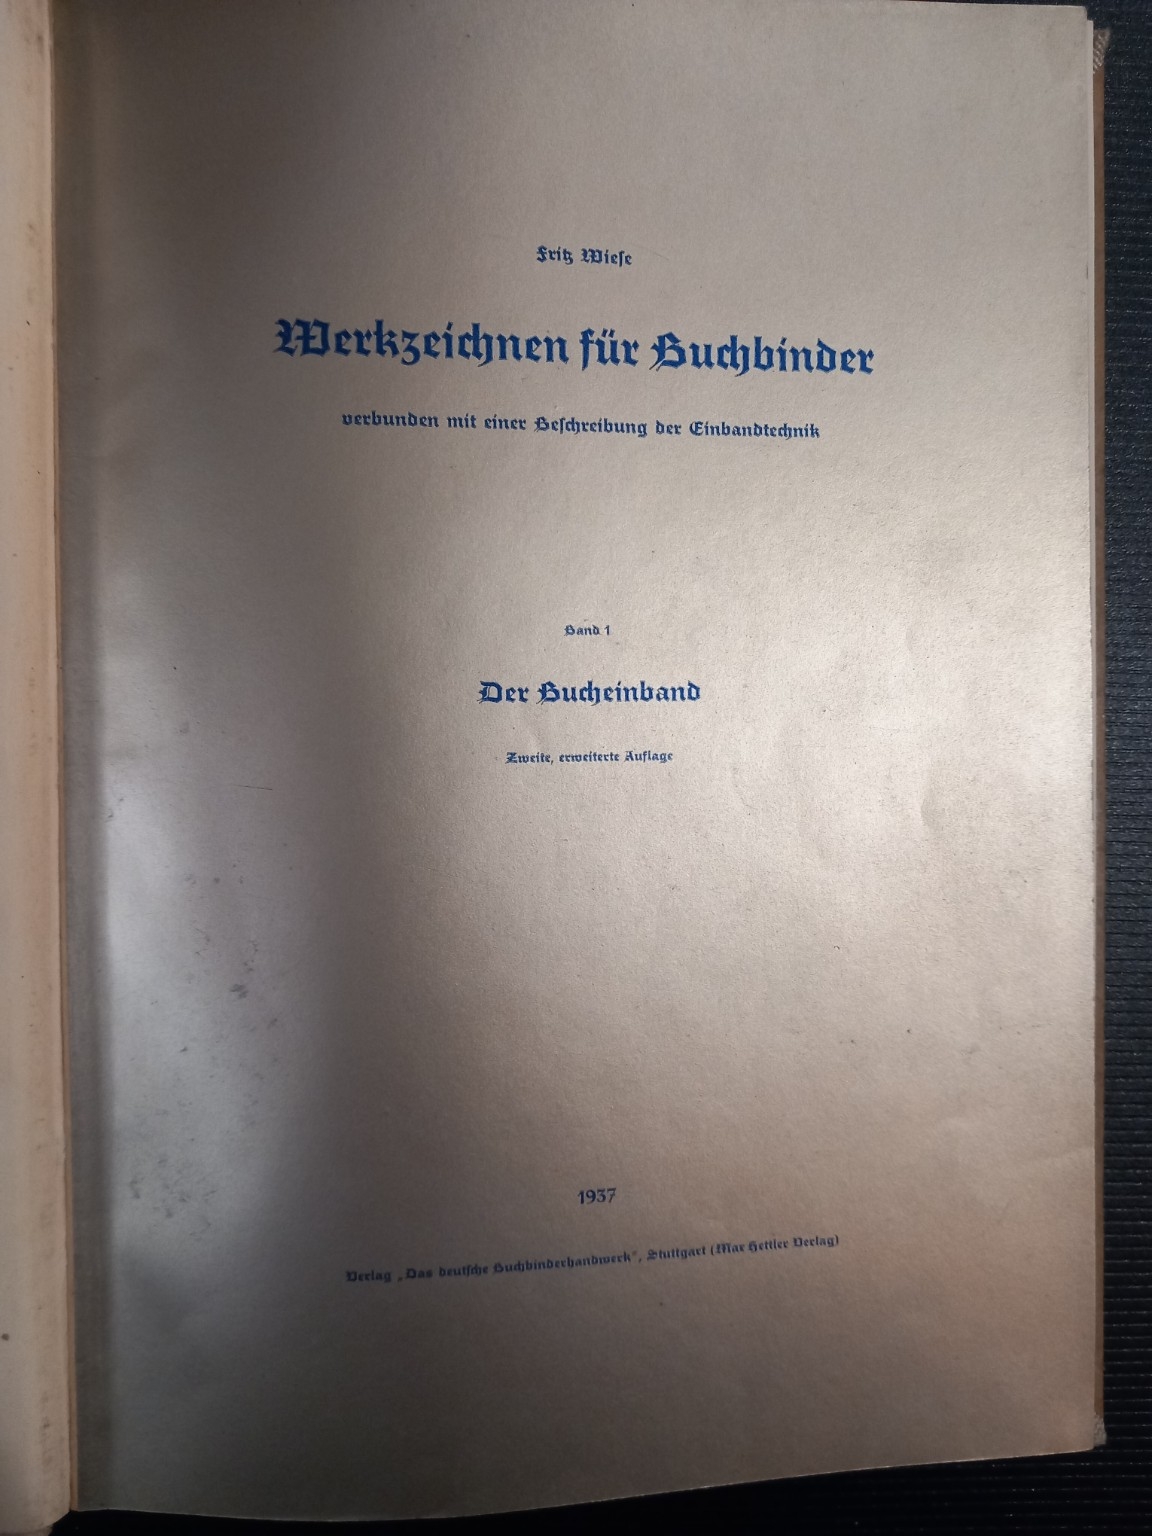 Fritz Wiese
Werkzeichnen für Buchbinder
verbunden mit einer Beschreibung der Einbandtechnik
Band 1
Der Bucheinband
Zweite, erweiterte Auflage
1937
Verlag „Das deutsche Buchbinderhandwerk“, Stuttgart (Max Hettler Verlag)